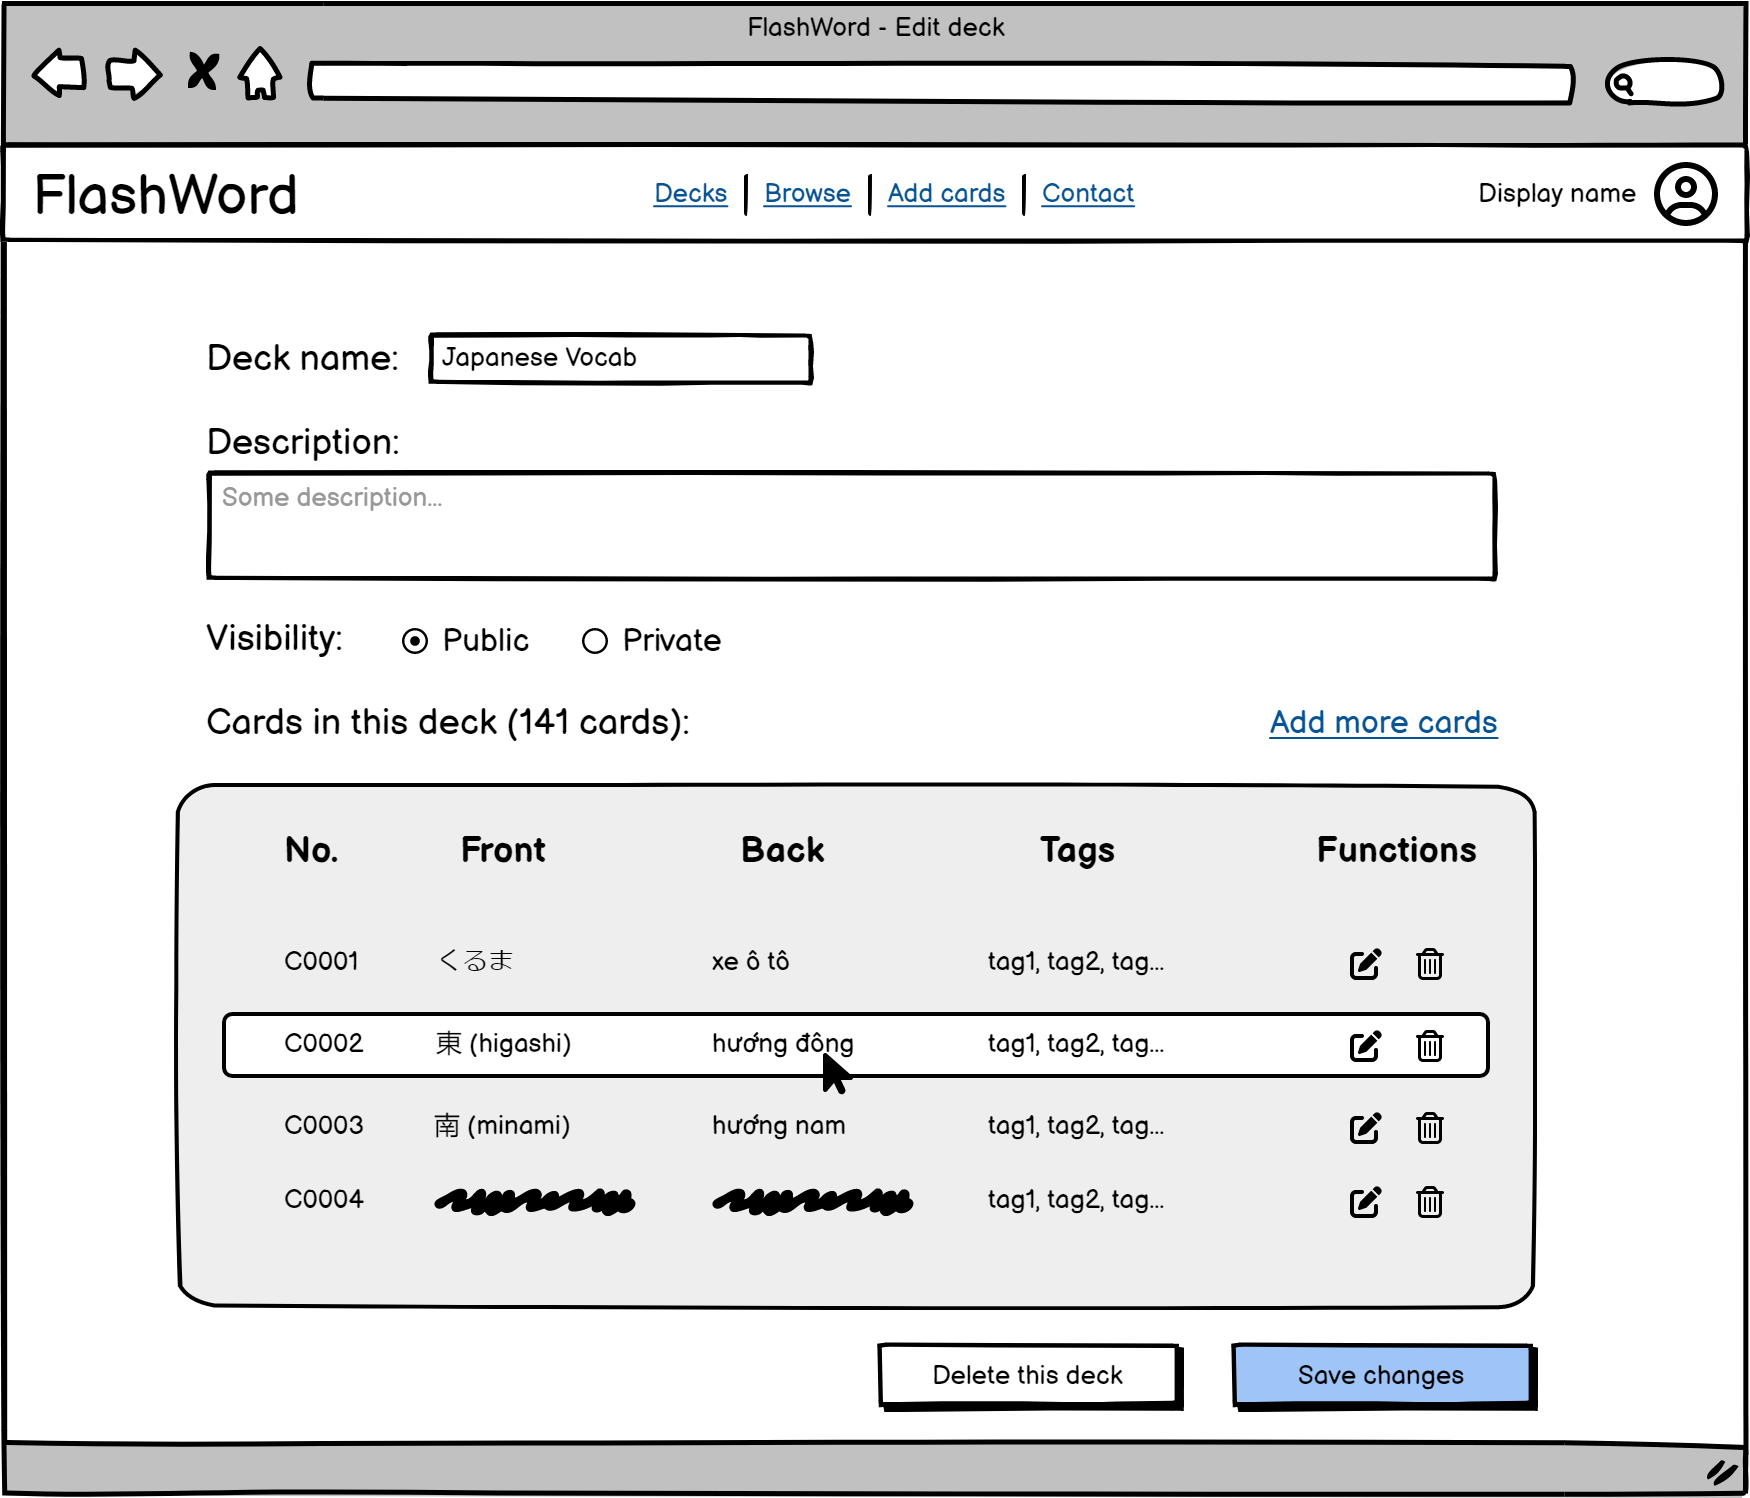 FlashWord - Edit deck
FlashWord
Decks
Browse
Add cards
Contact
Display name
Deck name:
Japanese Vocab
Description:
Some description...
Visibility:
Public
Private
Cards in this deck (141 cards):
Add more cards
No. Front Back Tags Functions
C0001 くるま xe ô tô tag1, tag2, tag...
C0002 東 (higashi) hướng đông tag1, tag2, tag...
C0003 南 (minami) hướng nam tag1, tag2, tag...
C0004 tag1, tag2, tag...
Delete this deck
Save changes